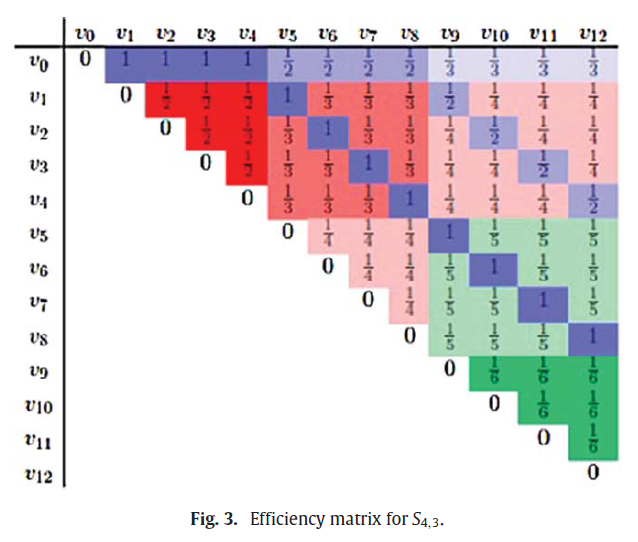 v0 v1 v2 v3 v4 v5 v6 v7 v8 v9 v10 v11 v12
v0 0 1 1 1 1 1/2 1/2 1/2 1/2 1/3 1/3 1/3 1/3
v1 0 1/2 1/2 1/2 1 1/3 1/3 1/3 1/2 1/4 1/4 1/4
v2 0 1/2 1/2 1/3 1 1/3 1/3 1/4 1/2 1/4 1/4
v3 0 1/2 1/3 1/3 1 1/3 1/4 1/4 1/2 1/4
v4 0 1/3 1/3 1/3 1 1/4 1/4 1/4 1/2
v5 0 1/4 1/4 1/4 1 1/5 1/5 1/5
v6 0 1/4 1/4 1/5 1 1/5 1/5
v7 0 1/4 1/5 1/5 1 1/5
v8 0 1/5 1/5 1/5 1
v9 0 1/6 1/6 1/6
v10 0 1/6 1/6
v11 0 1/6
v12 0
Fig. 3. Efficiency matrix for S4,3.